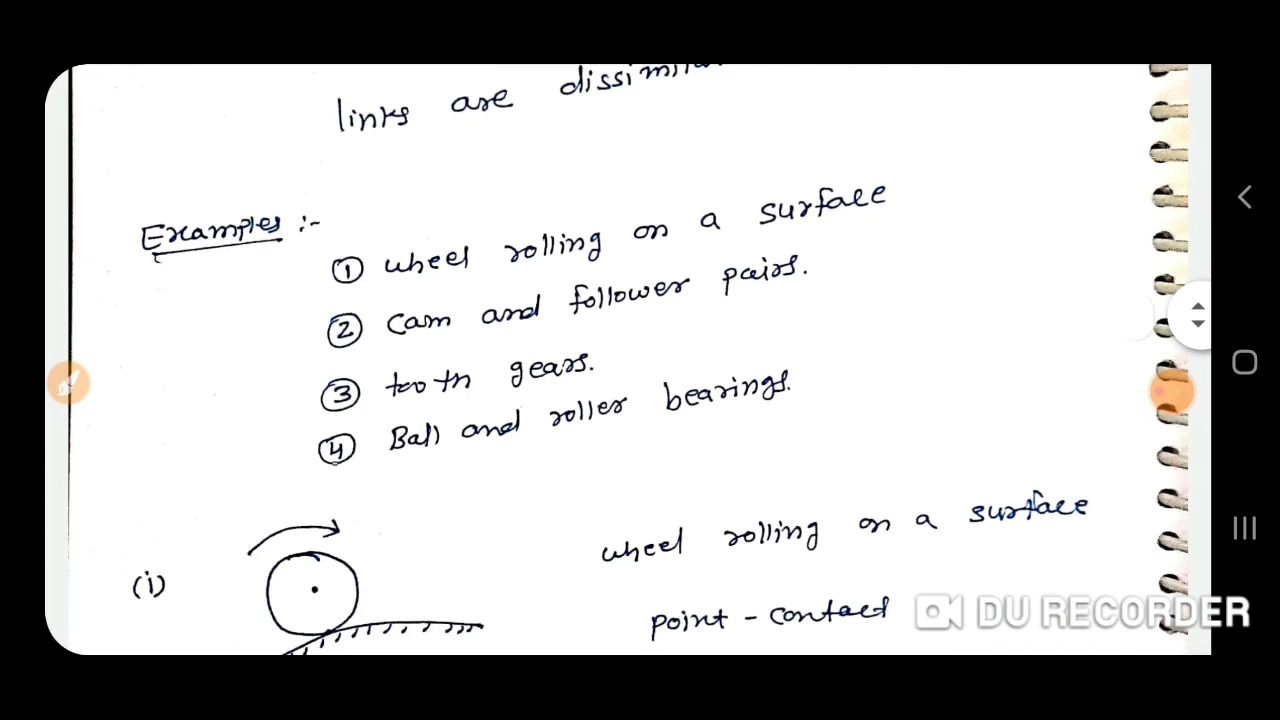 links are
Examples :-
① wheel rolling on a surface
② cam and follower pairs.
③ tooth gears.
④ Ball and roller bearings.
(i)
wheel rolling on a surface
point - contact
DU RECORDER